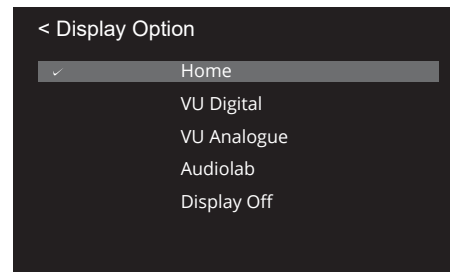 < Display Option
✓ Home
VU Digital
VU Analogue
Audiolab
Display Off